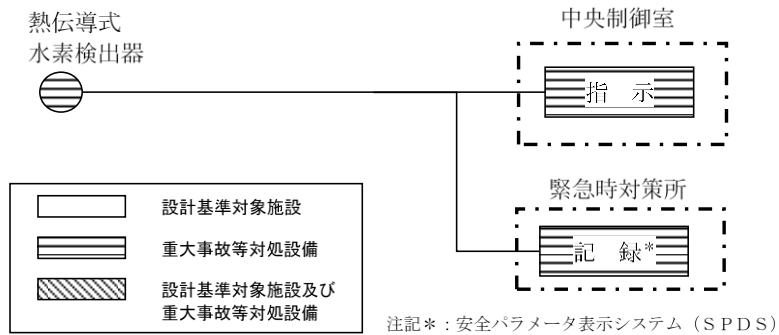 熱伝導式
水素検出器
中央制御室
指　示
緊急時対策所
記　録*
設計基準対象施設
重大事故等対処設備
設計基準対象施設及び
重大事故等対処設備
注記＊：安全パラメータ表示システム（ＳＰＤＳ）